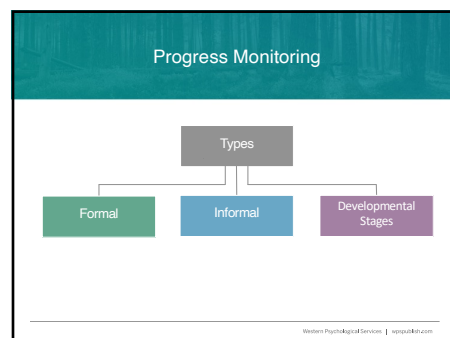 Progress Monitoring
Types
Formal
Informal
Developmental
Stages
Western Psychological Services | wpspublish.com